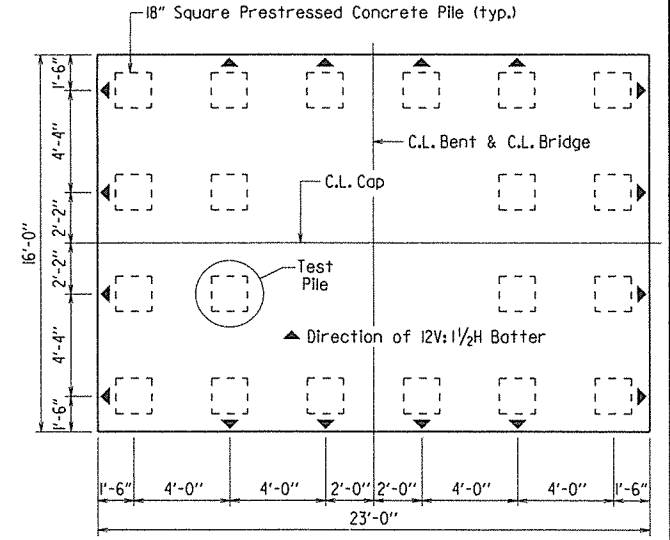 18" Square Prestressed Concrete Pile (typ.)
1'-6"
4'-4"
2'-2"
2'-2"
4'-4"
1'-6"
16'-0"
C.L. Bent & C.L. Bridge
C.L. Cap
Test
Pile
Direction of 12V:1½H Batter
1'-6" 4'-0" 4'-0" 2'-0" 2'-0" 4'-0" 4'-0" 1'-6"
23'-0"